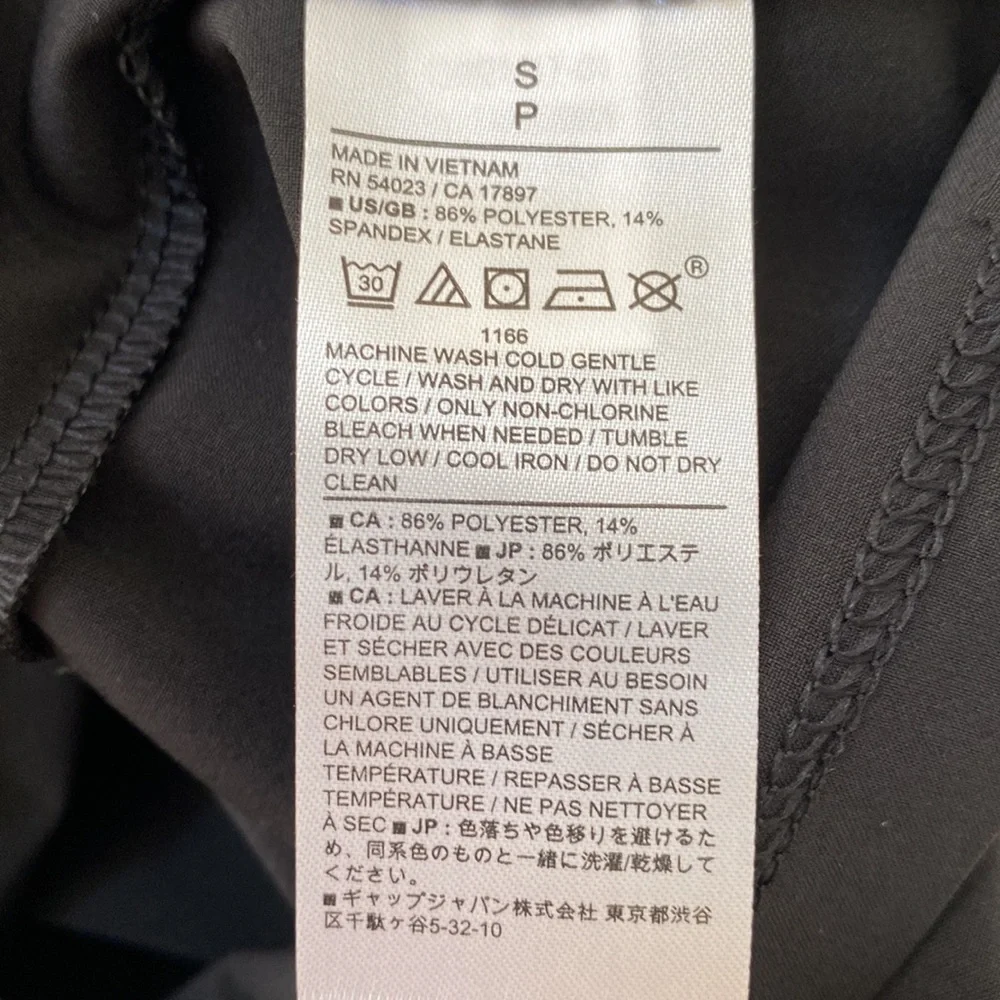 S
P
MADE IN VIETNAM
RN 54023 / CA 17897
US/GB : 86% POLYESTER, 14%
SPANDEX / ELASTANE
30 ®
1166
MACHINE WASH COLD GENTLE
CYCLE / WASH AND DRY WITH LIKE
COLORS / ONLY NON-CHLORINE
BLEACH WHEN NEEDED / TUMBLE
DRY LOW / COOL IRON / DO NOT DRY
CLEAN
CA : 86% POLYESTER, 14%
ÉLASTHANNE ■ JP : 86% ポリエステ
ル, 14% ポリウレタン
CA : LAVER À LA MACHINE À L'EAU
FROIDE AU CYCLE DÉLICAT / LAVER
ET SÉCHER AVEC DES COULEURS
SEMBLABLES / UTILISER AU BESOIN
UN AGENT DE BLANCHIMENT SANS
CHLORE UNIQUEMENT / SÉCHER À
LA MACHINE À BASSE
TEMPÉRATURE / REPASSER À BASSE
TEMPÉRATURE / NE PAS NETTOYER
À SEC ■ JP : 色落ちや色移りを避けるた
め、同系色のものと一緒に洗濯/乾燥して
ください。
ギャップジャパン株式会社 東京都渋谷
区千駄ヶ谷5-32-10